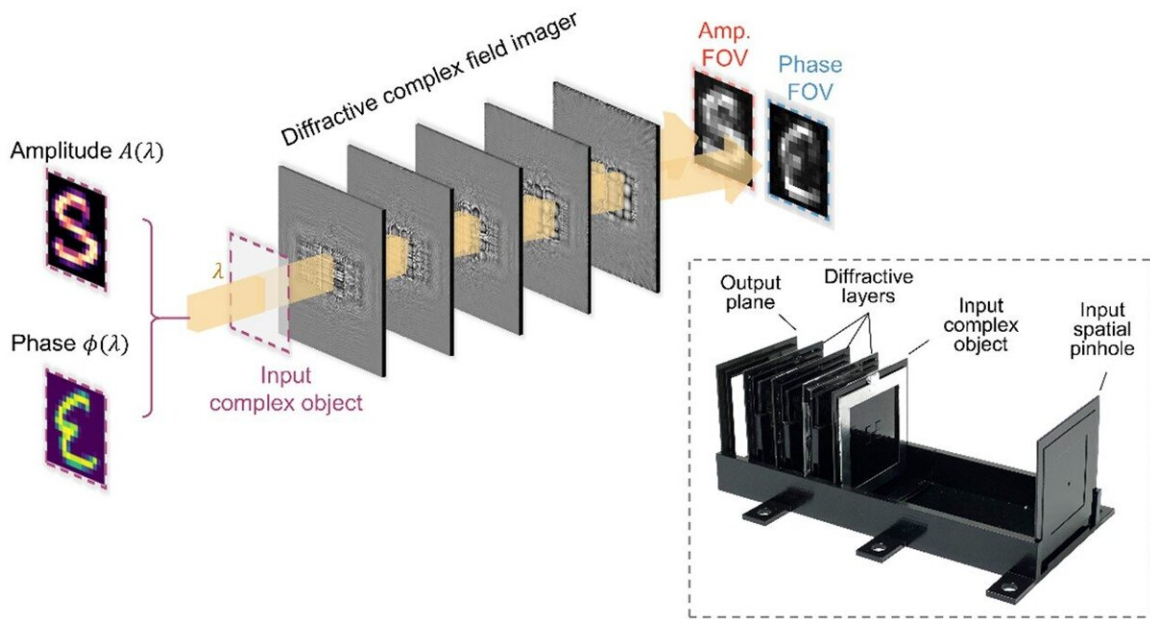 Diffractive complex field imager
Amp.
FOV
Phase
FOV
Amplitude A(λ)
S
λ
Phase ϕ(λ)
Input
complex object
Output
plane
Diffractive
layers
Input
complex
object
Input
spatial
pinhole